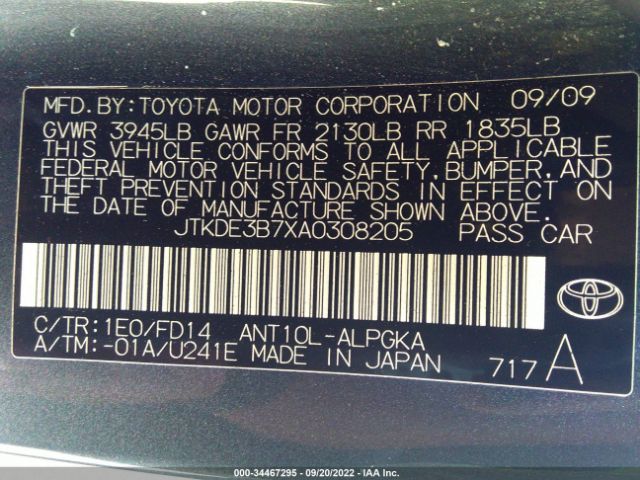 MFD.BY:TOYOTA MOTOR CORPORATION 09/09
GVWR 3945LB GAWR FR 2130LB RR 1835LB
THIS VEHICLE CONFORMS TO ALL APPLICABLE
FEDERAL MOTOR VEHICLE SAFETY,BUMPER,AND
THEFT PREVENTION STANDARDS IN EFFECT ON
THE DATE OF MANUFACTURE SHOWN ABOVE.
JTKDE3B7XA0308205 PASS CAR
C/TR:1E0/FD14 ANT10L-ALPGKA
A/TM:-01A/U241E MADE IN JAPAN 717 A
000-34467295 - 09/20/2022 - IAA Inc.